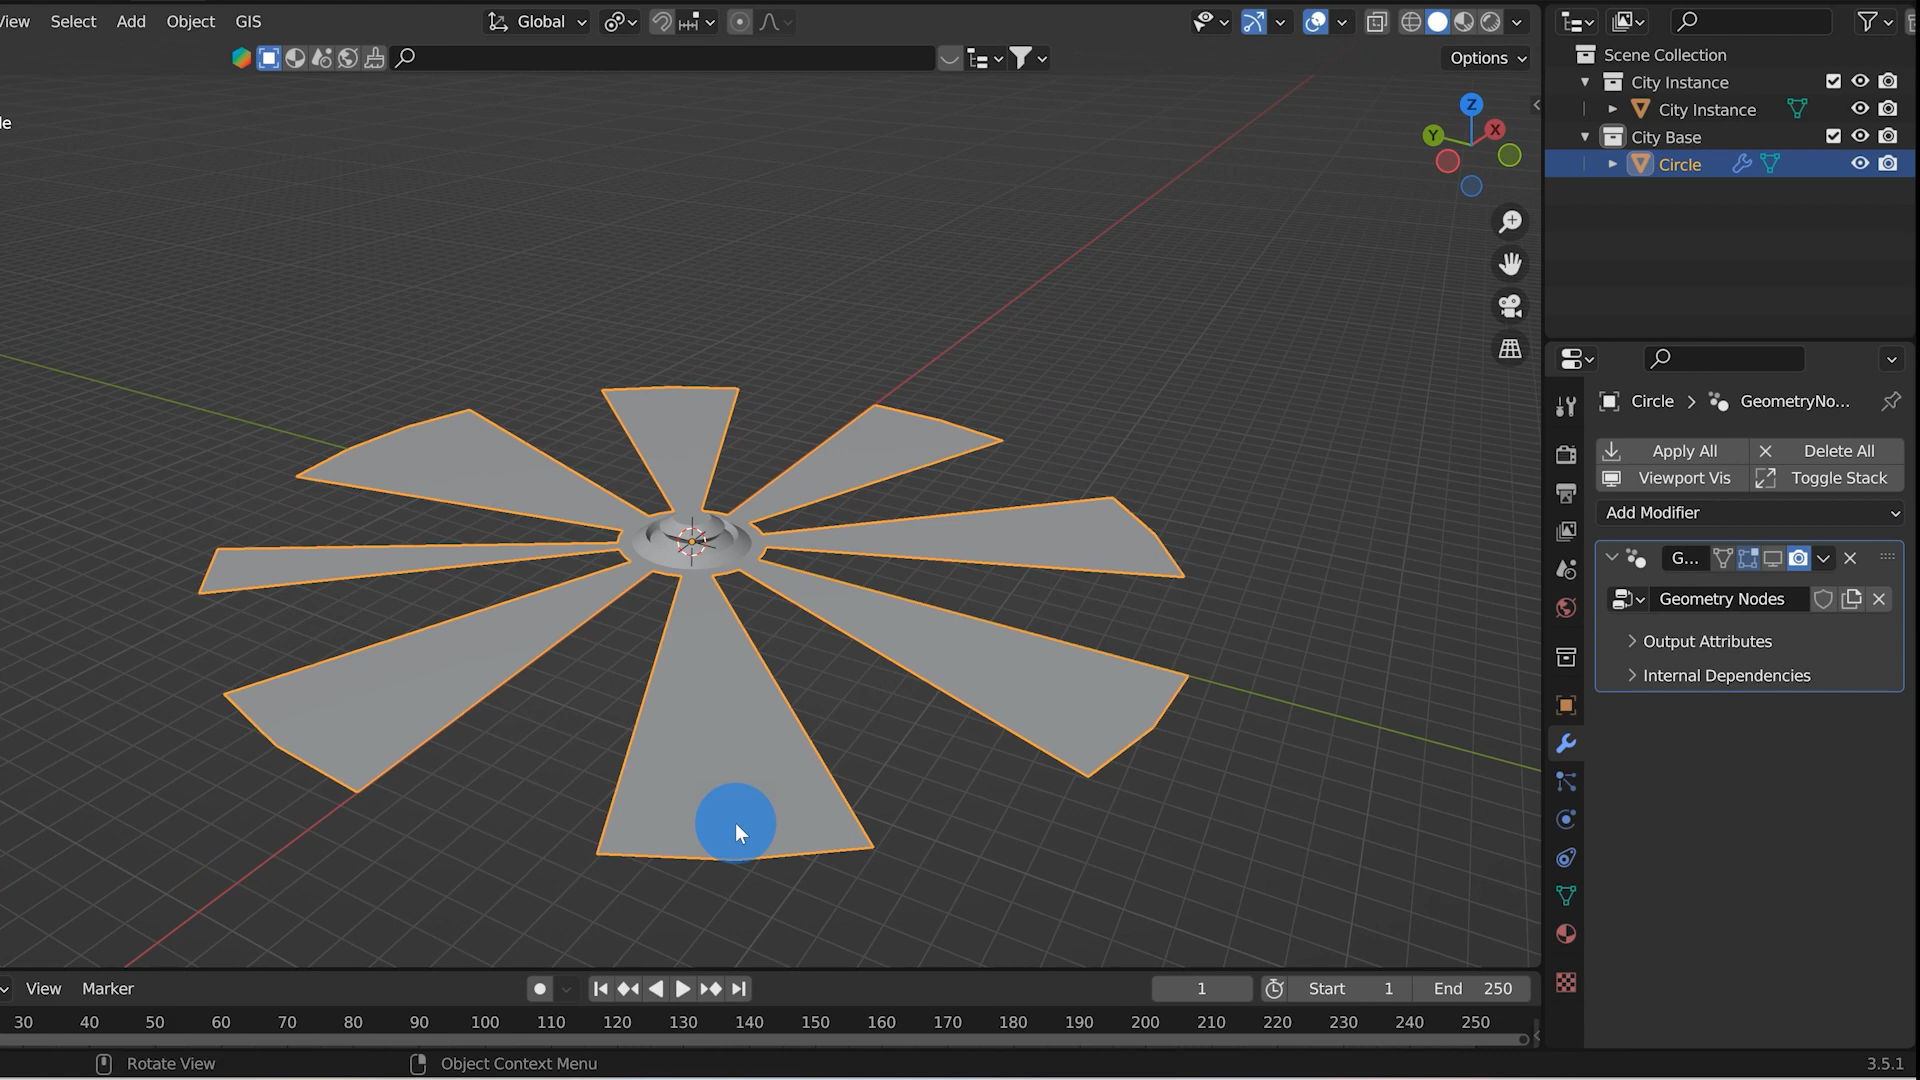 View Select Add Object GIS Global
Options
le
Z
Y
X
Scene Collection
City Instance
City Instance
City Base
Circle
Circle > GeometryNo...
Apply All Delete All
Viewport Vis Toggle Stack
Add Modifier
G...
Geometry Nodes
Output Attributes
Internal Dependencies
View Marker 1 Start 1 End 250
30 40 50 60 70 80 90 100 110 120 130 140 150 160 170 180 190 200 210 220 230 240 250
Rotate View Object Context Menu 3.5.1